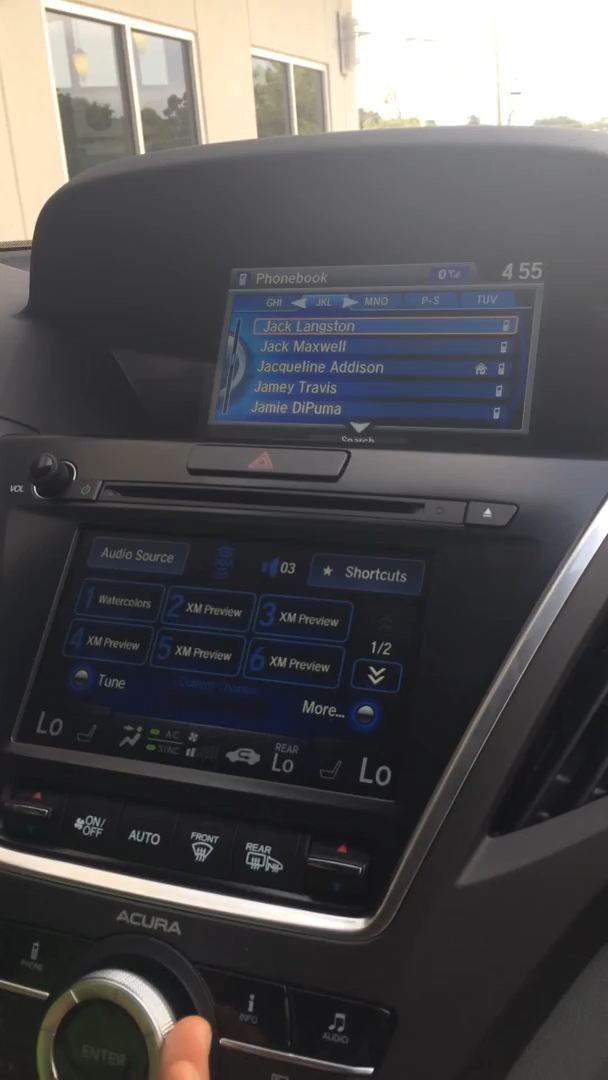 Phonebook
4 55
GHI JKL MNO P-S TUV
Jack Langston
Jack Maxwell
Jacqueline Addison
Jamey Travis
Jamie DiPuma
Search
VOL
Audio Source
03
★ Shortcuts
1 Watercolors
2 XM Preview
3 XM Preview
4 XM Preview
5 XM Preview
6 XM Preview
1/2
Tune
More...
Lo
A/C
SYNC
REAR
Lo
Lo
ON/
OFF
AUTO
FRONT
REAR
ACURA
PHONE
INFO
AUDIO
ENTER